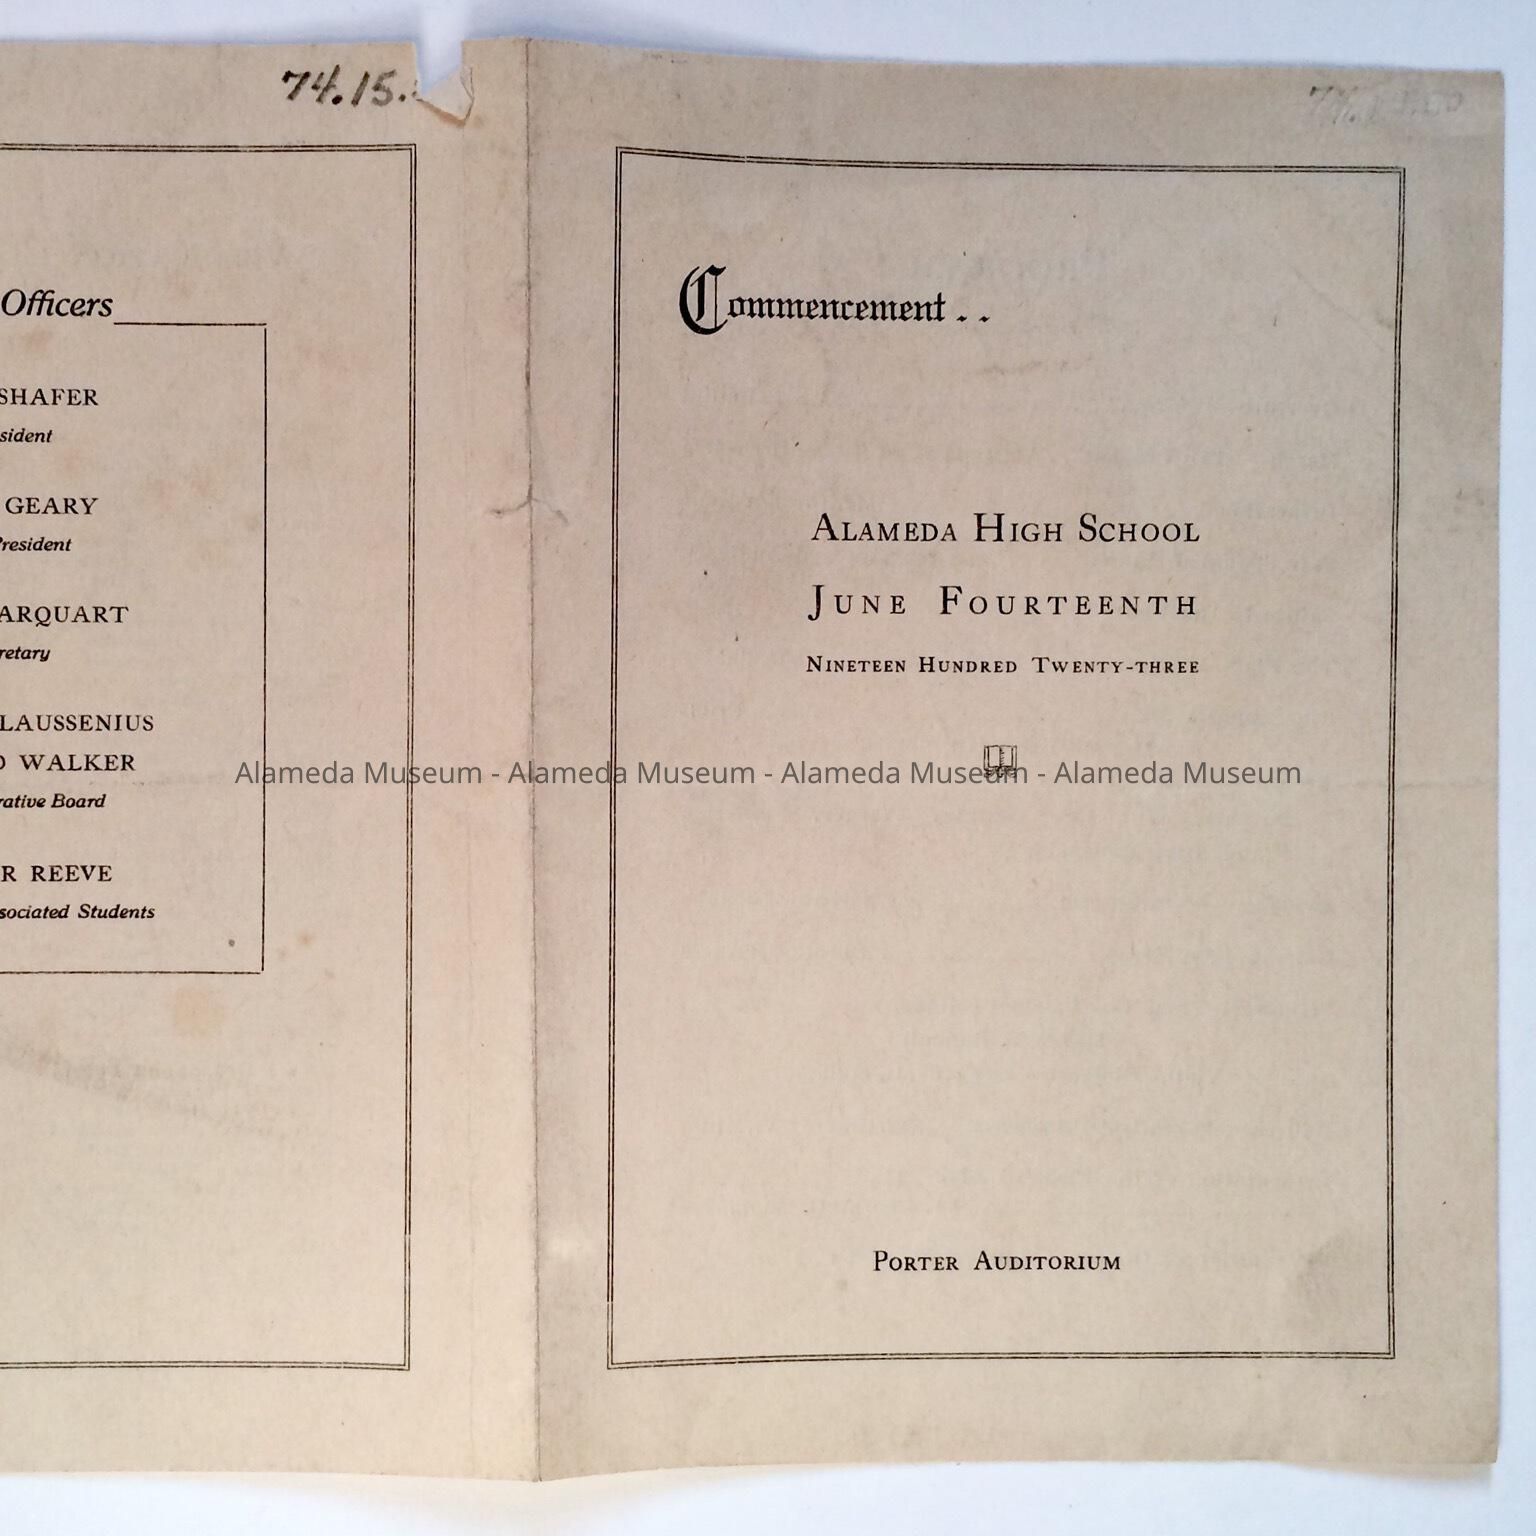 74.15.
Officers
SHAFER
sident
GEARY
President
ARQUART
retary
LAUSSENIUS
WALKER
rative Board
R REEVE
sociated Students
Commencement . .
ALAMEDA HIGH SCHOOL
JUNE FOURTEENTH
NINETEEN HUNDRED TWENTY-THREE
Alameda Museum - Alameda Museum - Alameda Museum - Alameda Museum
PORTER AUDITORIUM